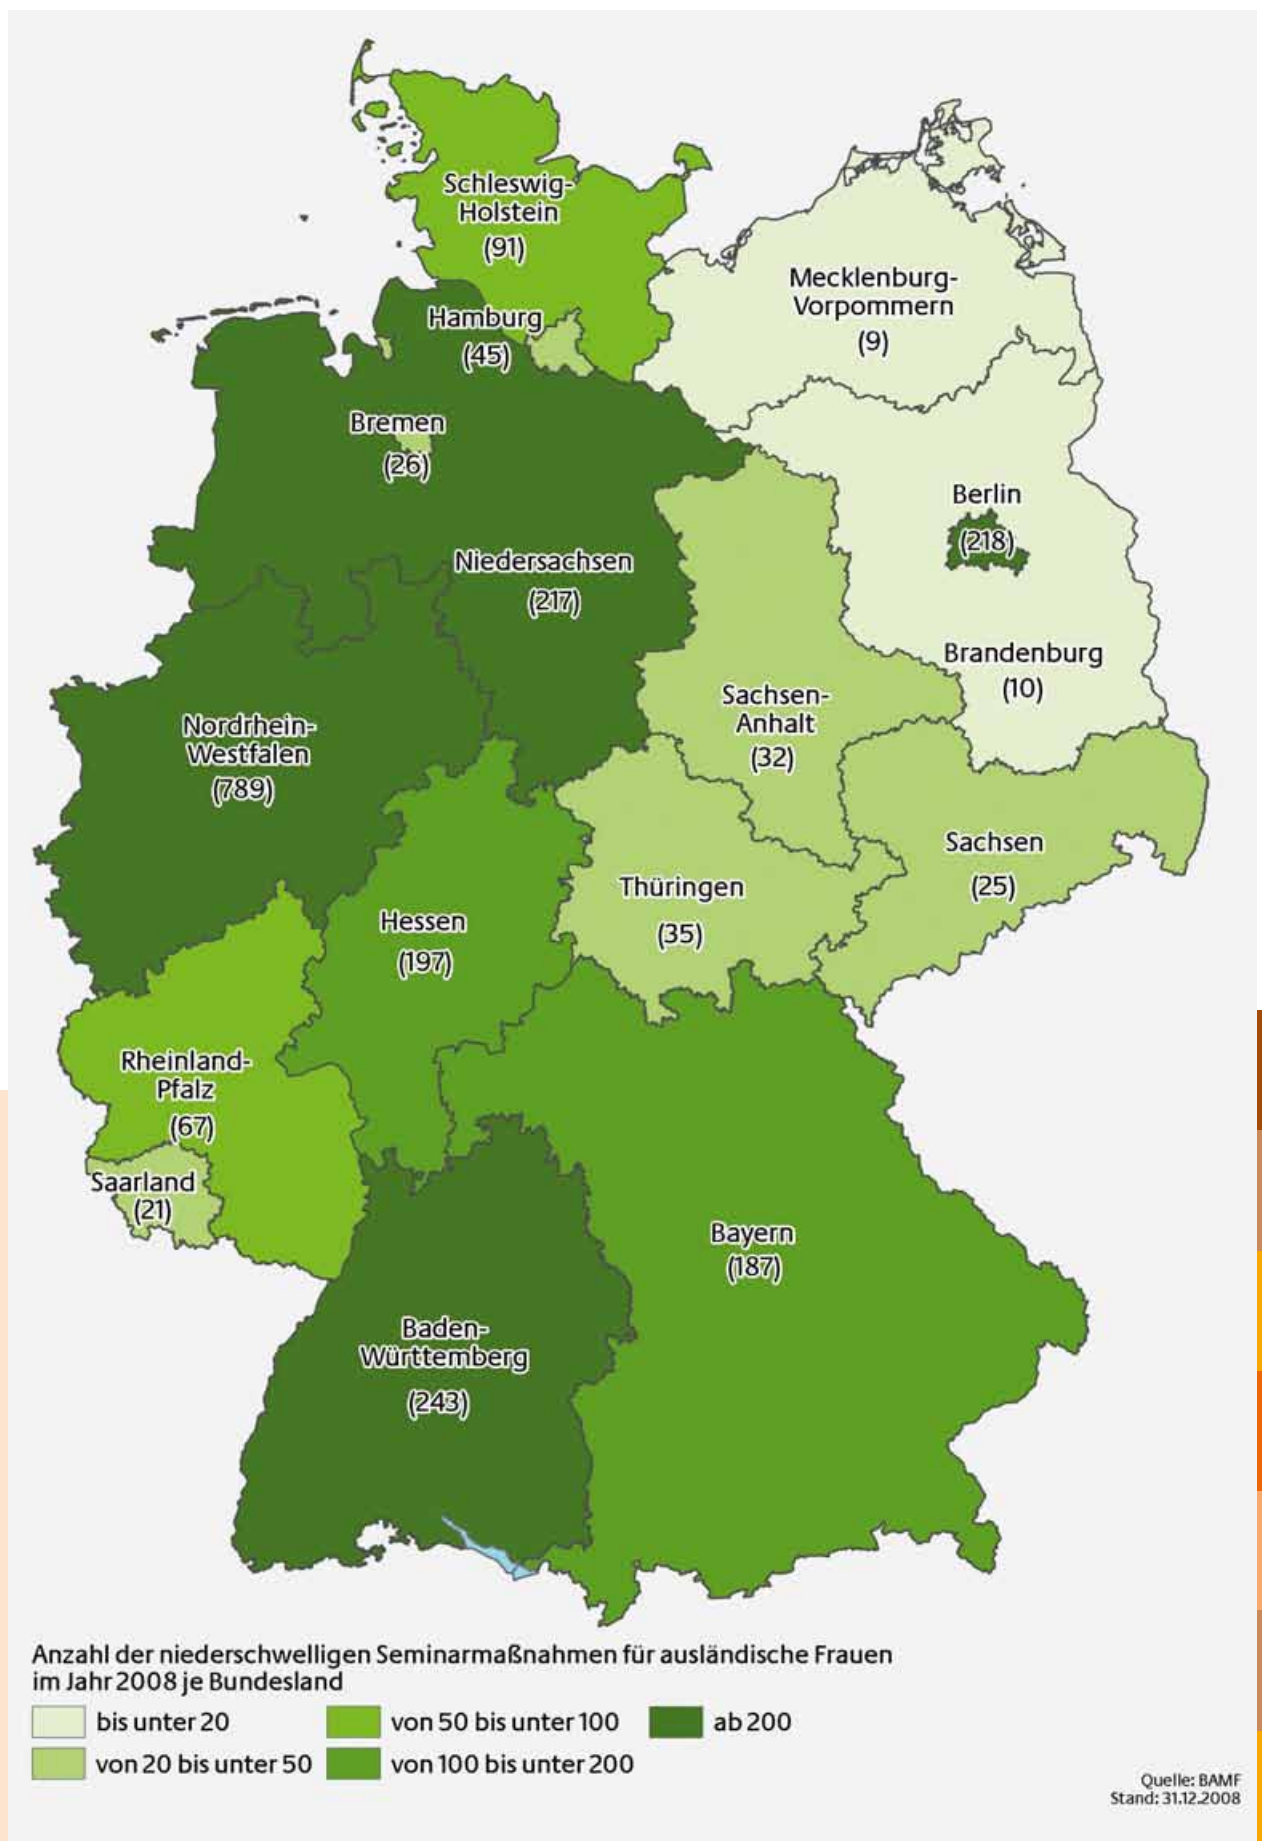 Schleswig-
Holstein
(91)
Mecklenburg-
Vorpommern
(9)
Hamburg
(45)
Bremen
(26)
Berlin
(218)
Niedersachsen
(217)
Brandenburg
(10)
Sachsen-
Anhalt
(32)
Nordrhein-
Westfalen
(789)
Sachsen
(25)
Thüringen
(35)
Hessen
(197)
Rheinland-
Pfalz
(67)
Saarland
(21)
Bayern
(187)
Baden-
Württemberg
(243)
Anzahl der niederschwelligen Seminarmaßnahmen für ausländische Frauen
im Jahr 2008 je Bundesland
bis unter 20
von 20 bis unter 50
von 50 bis unter 100
von 100 bis unter 200
ab 200
Quelle: BAMF
Stand: 31.12.2008